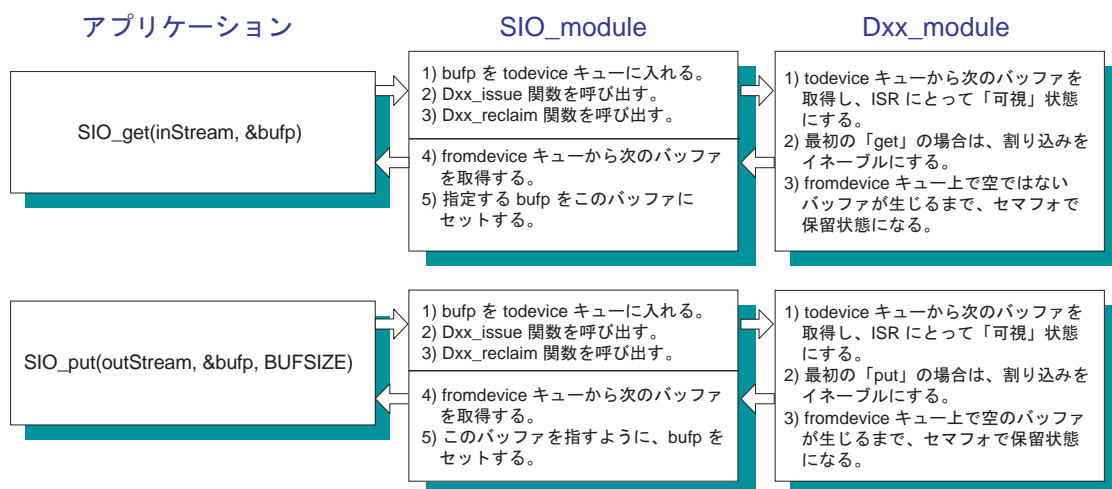 アプリケーション
SIO_module
Dxx_module
SIO_get(inStream, &bufp)
1) bufp を todevice キューに入れる。
2) Dxx_issue 関数を呼び出す。
3) Dxx_reclaim 関数を呼び出す。
4) fromdevice キューから次のバッファ
を取得する。
5) 指定する bufp をこのバッファに
セットする。
1) todevice キューから次のバッファを
取得し、ISR にとって「可視」状態
にする。
2) 最初の「get」の場合は、割り込みを
イネーブルにする。
3) fromdevice キュー上で空ではない
バッファが生じるまで、セマフォで
保留状態になる。
SIO_put(outStream, &bufp, BUFSIZE)
1) bufp を todevice キューに入れる。
2) Dxx_issue 関数を呼び出す。
3) Dxx_reclaim 関数を呼び出す。
4) fromdevice キューから次のバッファ
を取得する。
5) このバッファを指すように、bufp を
セットする。
1) todevice キューから次のバッファを
取得し、ISR にとって「可視」状態
にする。
2) 最初の「put」の場合は、割り込みを
イネーブルにする。
3) fromdevice キュー上で空のバッファ
が生じるまで、セマフォで保留状態
になる。